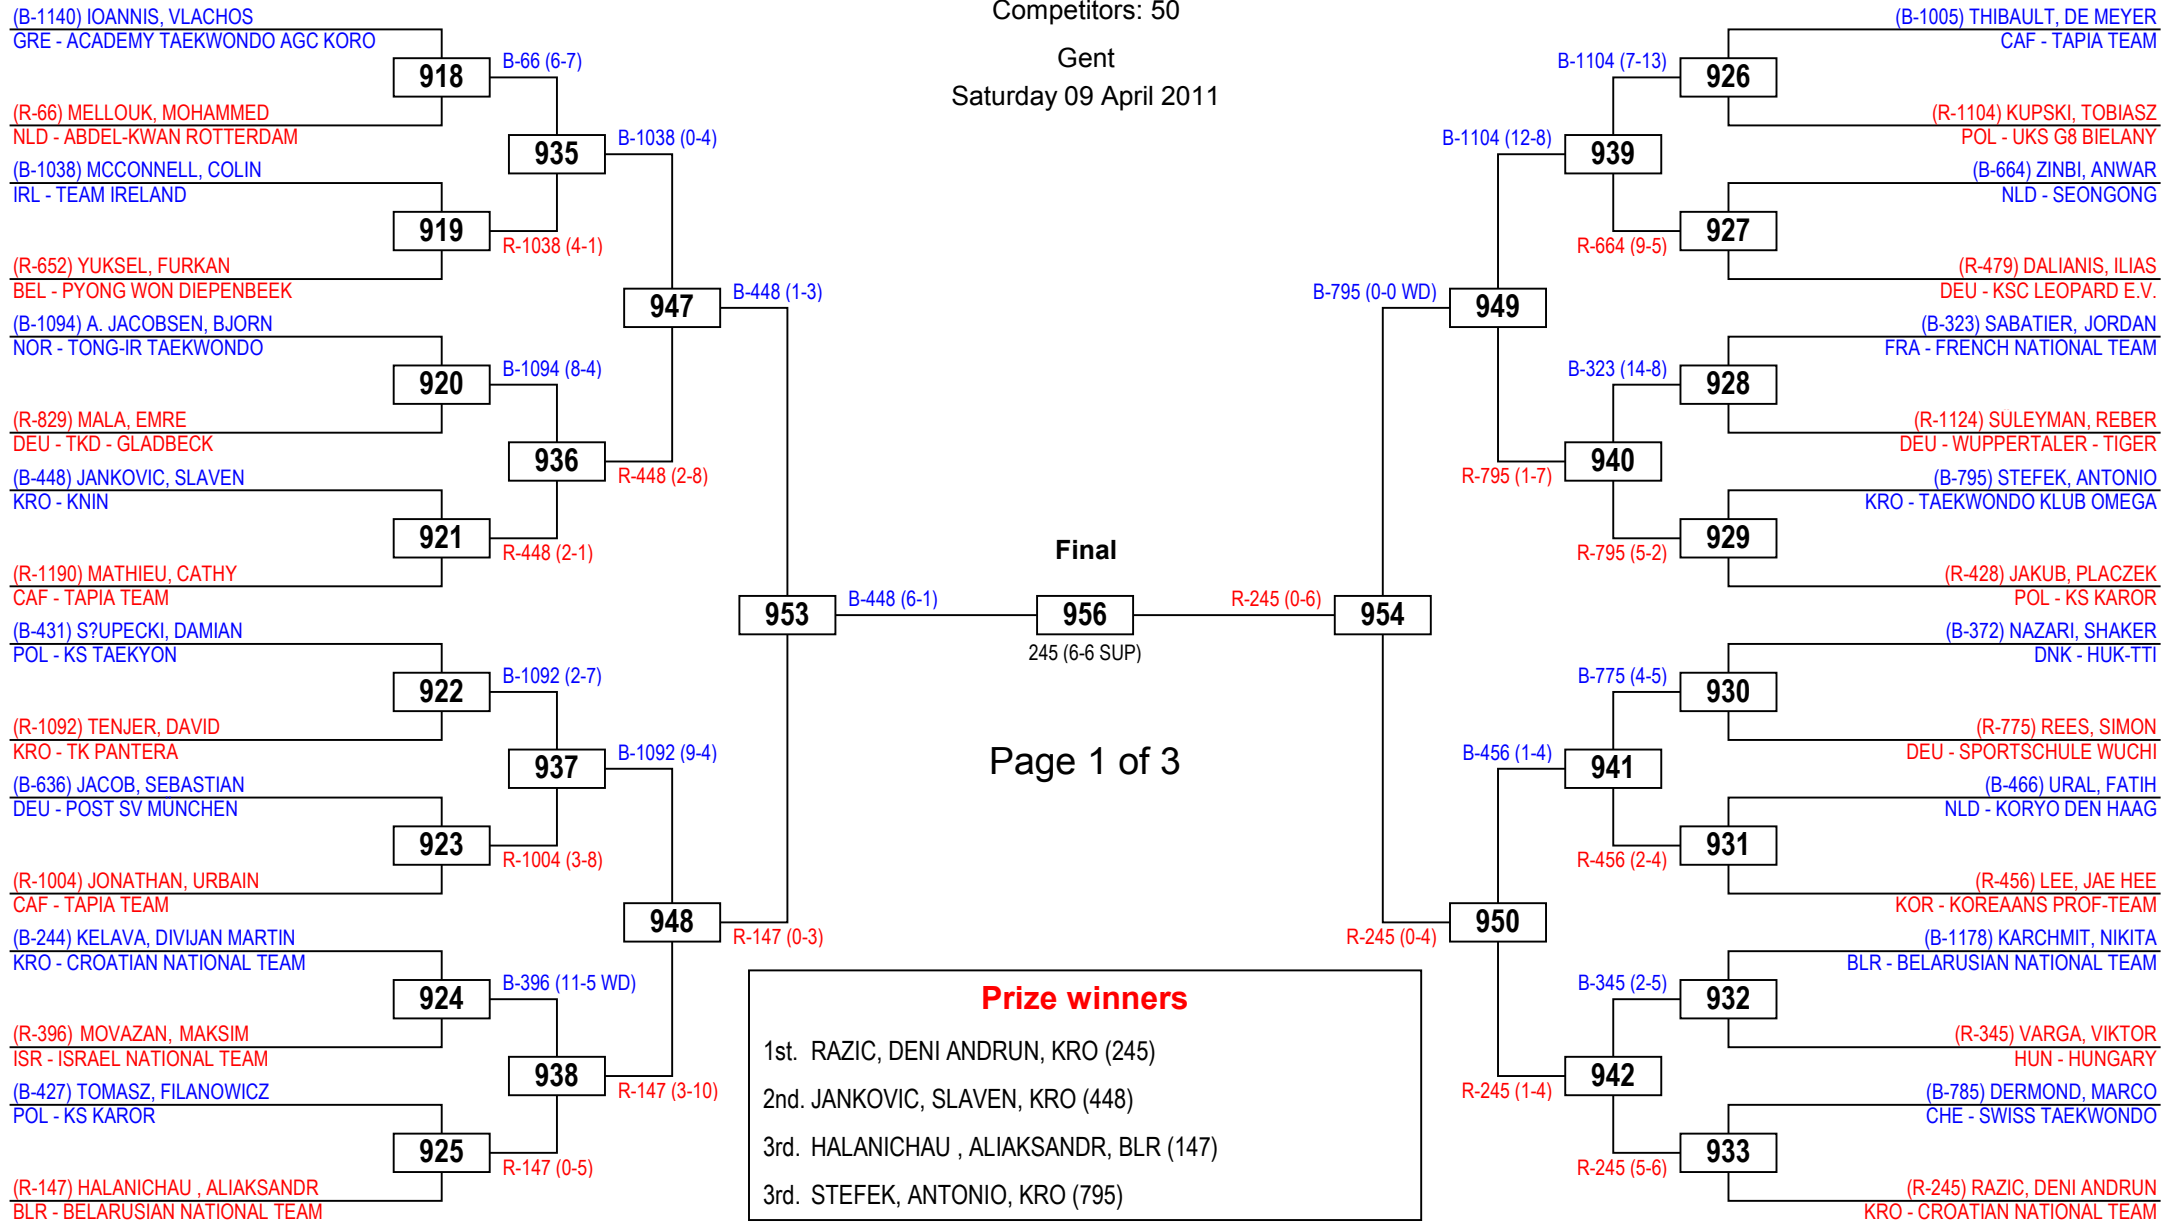 Competitors: 50
Gent
Saturday 09 April 2011
(B-1140) IOANNIS, VLACHOS
GRE - ACADEMY TAEKWONDO AGC KORO
918
B-66 (6-7)
(R-66) MELLOUK, MOHAMMED
NLD - ABDEL-KWAN ROTTERDAM
935
B-1038 (0-4)
(B-1038) MCCONNELL, COLIN
IRL - TEAM IRELAND
919
R-1038 (4-1)
(R-652) YUKSEL, FURKAN
BEL - PYONG WON DIEPENBEEK
947
B-448 (1-3)
(B-1094) A. JACOBSEN, BJORN
NOR - TONG-IR TAEKWONDO
920
B-1094 (8-4)
(R-829) MALA, EMRE
DEU - TKD - GLADBECK
936
R-448 (2-8)
(B-448) JANKOVIC, SLAVEN
KRO - KNIN
921
R-448 (2-1)
(R-1190) MATHIEU, CATHY
CAF - TAPIA TEAM
953
B-448 (6-1)
(B-431) S?UPECKI, DAMIAN
POL - KS TAEKYON
922
B-1092 (2-7)
(R-1092) TENJER, DAVID
KRO - TK PANTERA
937
B-1092 (9-4)
(B-636) JACOB, SEBASTIAN
DEU - POST SV MUNCHEN
923
R-1004 (3-8)
(R-1004) JONATHAN, URBAIN
CAF - TAPIA TEAM
948
R-147 (0-3)
(B-244) KELAVA, DIVIJAN MARTIN
KRO - CROATIAN NATIONAL TEAM
924
B-396 (11-5 WD)
(R-396) MOVAZAN, MAKSIM
ISR - ISRAEL NATIONAL TEAM
938
R-147 (3-10)
(B-427) TOMASZ, FILANOWICZ
POL - KS KAROR
925
R-147 (0-5)
(R-147) HALANICHAU , ALIAKSANDR
BLR - BELARUSIAN NATIONAL TEAM
Final
956
245 (6-6 SUP)
Page 1 of 3
(B-1005) THIBAULT, DE MEYER
CAF - TAPIA TEAM
B-1104 (7-13)
926
(R-1104) KUPSKI, TOBIASZ
POL - UKS G8 BIELANY
B-1104 (12-8)
939
(B-664) ZINBI, ANWAR
NLD - SEONGONG
R-664 (9-5)
927
(R-479) DALIANIS, ILIAS
DEU - KSC LEOPARD E.V.
B-795 (0-0 WD)
949
(B-323) SABATIER, JORDAN
FRA - FRENCH NATIONAL TEAM
B-323 (14-8)
928
(R-1124) SULEYMAN, REBER
DEU - WUPPERTALER - TIGER
R-795 (1-7)
940
(B-795) STEFEK, ANTONIO
KRO - TAEKWONDO KLUB OMEGA
R-795 (5-2)
929
(R-428) JAKUB, PLACZEK
POL - KS KAROR
R-245 (0-6)
954
(B-372) NAZARI, SHAKER
DNK - HUK-TTI
B-775 (4-5)
930
(R-775) REES, SIMON
DEU - SPORTSCHULE WUCHI
B-456 (1-4)
941
(B-466) URAL, FATIH
NLD - KORYO DEN HAAG
R-456 (2-4)
931
(R-456) LEE, JAE HEE
KOR - KOREAANS PROF-TEAM
R-245 (0-4)
950
(B-1178) KARCHMIT, NIKITA
BLR - BELARUSIAN NATIONAL TEAM
B-345 (2-5)
932
(R-345) VARGA, VIKTOR
HUN - HUNGARY
R-245 (1-4)
942
(B-785) DERMOND, MARCO
CHE - SWISS TAEKWONDO
R-245 (5-6)
933
(R-245) RAZIC, DENI ANDRUN
KRO - CROATIAN NATIONAL TEAM
Prize winners
1st. RAZIC, DENI ANDRUN, KRO (245)
2nd. JANKOVIC, SLAVEN, KRO (448)
3rd. HALANICHAU , ALIAKSANDR, BLR (147)
3rd. STEFEK, ANTONIO, KRO (795)